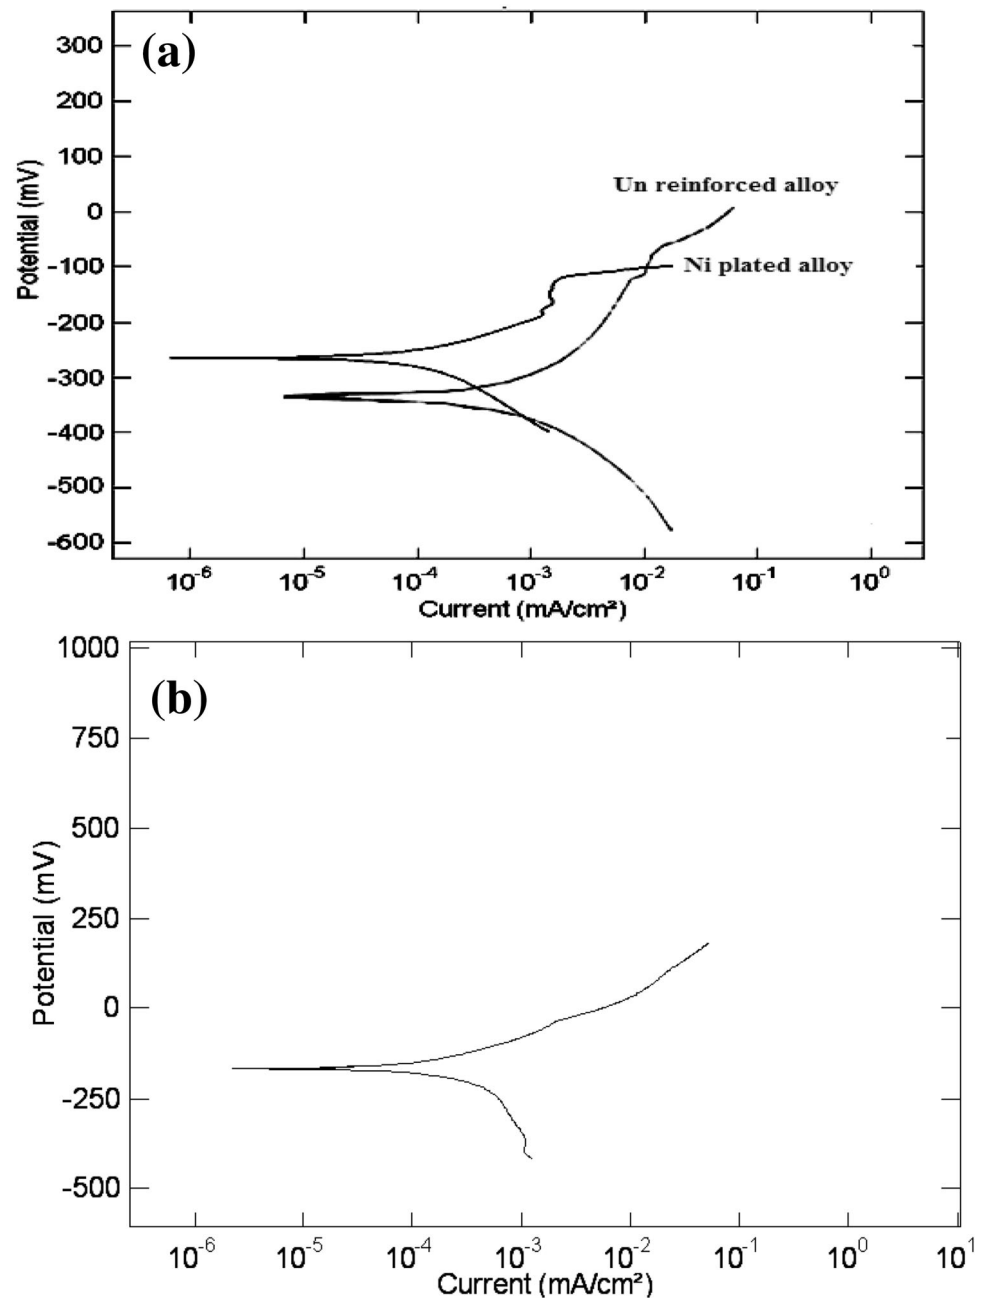 (a)
300
200
100
0
-100
-200
-300
-400
-500
-600
Potential (mV)
Un reinforced alloy
Ni plated alloy
10-6 10-5 10-4 10-3 10-2 10-1 100
Current (mA/cm²)
(b)
1000
750
500
250
0
-250
-500
Potential (mV)
10-6 10-5 10-4 10-3 10-2 10-1 100 101
Current (mA/cm²)